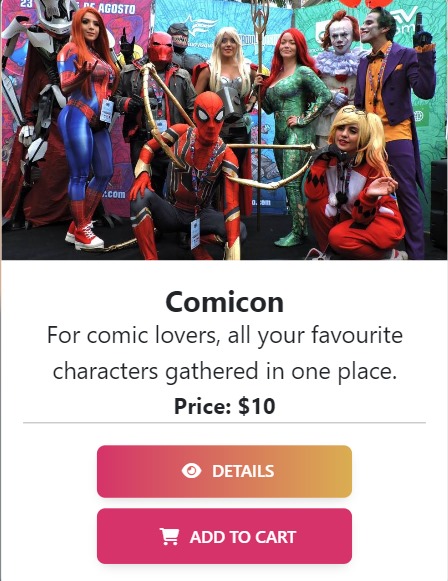 23
DE AGOSTO
Comicon
For comic lovers, all your favourite
characters gathered in one place.
Price: $10
DETAILS
ADD TO CART